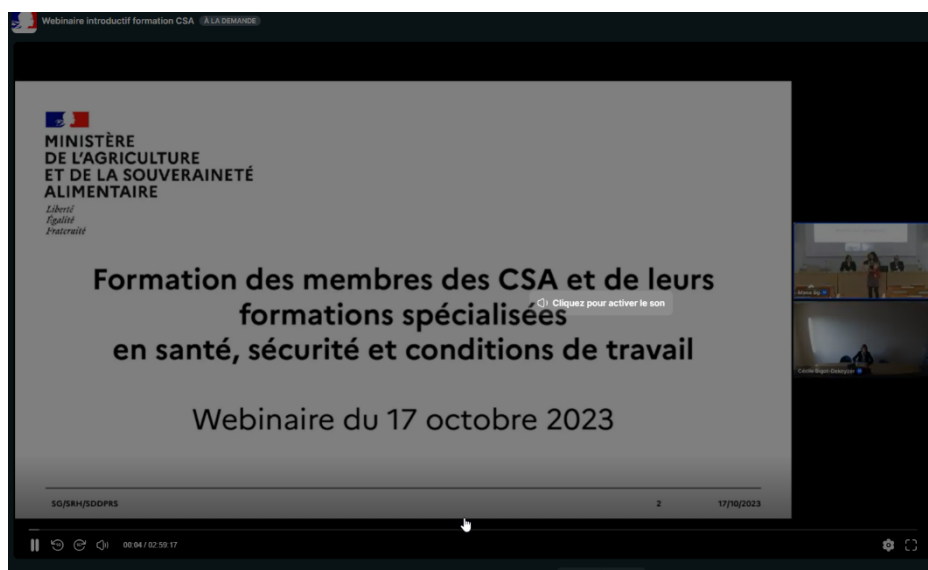 Webinaire introductif formation CSA À LA DEMANDE
MINISTÈRE
DE L'AGRICULTURE
ET DE LA SOUVERAINETÉ
ALIMENTAIRE
Liberté
Égalité
Fraternité
Formation des membres des CSA et de leurs
formations spécialisées
Cliquez pour activer le son
en santé, sécurité et conditions de travail
Webinaire du 17 octobre 2023
SG/SRH/SDDPRS 2 17/10/2023
00:04 / 02:59:17